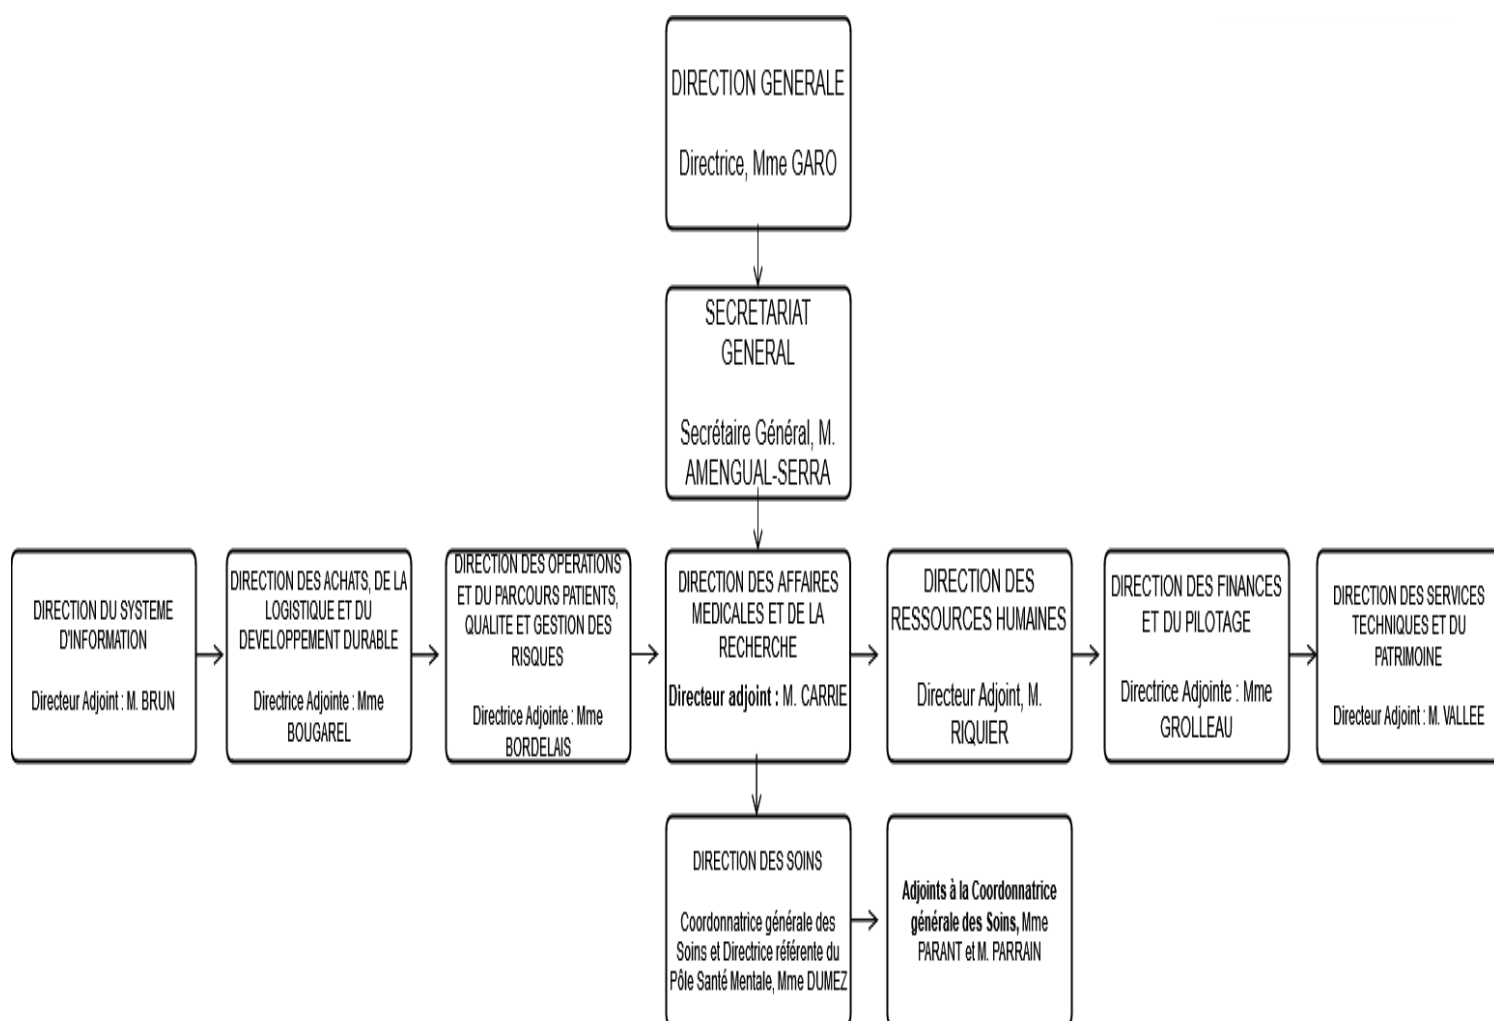 DIRECTION GENERALE
Directrice, Mme GARO
SECRETARIAT
GENERAL
Secrétaire Général, M.
AMENGUAL-SERRA
DIRECTION DU SYSTEME
D'INFORMATION
Directeur Adjoint : M. BRUN
DIRECTION DES ACHATS, DE LA
LOGISTIQUE ET DU
DEVELOPPEMENT DURABLE
Directrice Adjointe : Mme
BOUGAREL
DIRECTION DES OPERATIONS
ET DU PARCOURS PATIENTS,
QUALITE ET GESTION DES
RISQUES
Directrice Adjointe : Mme
BORDELAIS
DIRECTION DES AFFAIRES
MEDICALES ET DE LA
RECHERCHE
Directeur adjoint : M. CARRIE
DIRECTION DES
RESSOURCES HUMAINES
Directeur Adjoint, M.
RIQUIER
DIRECTION DES FINANCES
ET DU PILOTAGE
Directrice Adjointe : Mme
GROLLEAU
DIRECTION DES SERVICES
TECHNIQUES ET DU
PATRIMOINE
Directeur Adjoint : M. VALLEE
DIRECTION DES SOINS
Coordonnatrice générale des
Soins et Directrice référente du
Pôle Santé Mentale, Mme DUMEZ
Adjoints à la Coordonnatrice
générale des Soins, Mme
PARANT et M. PARRAIN